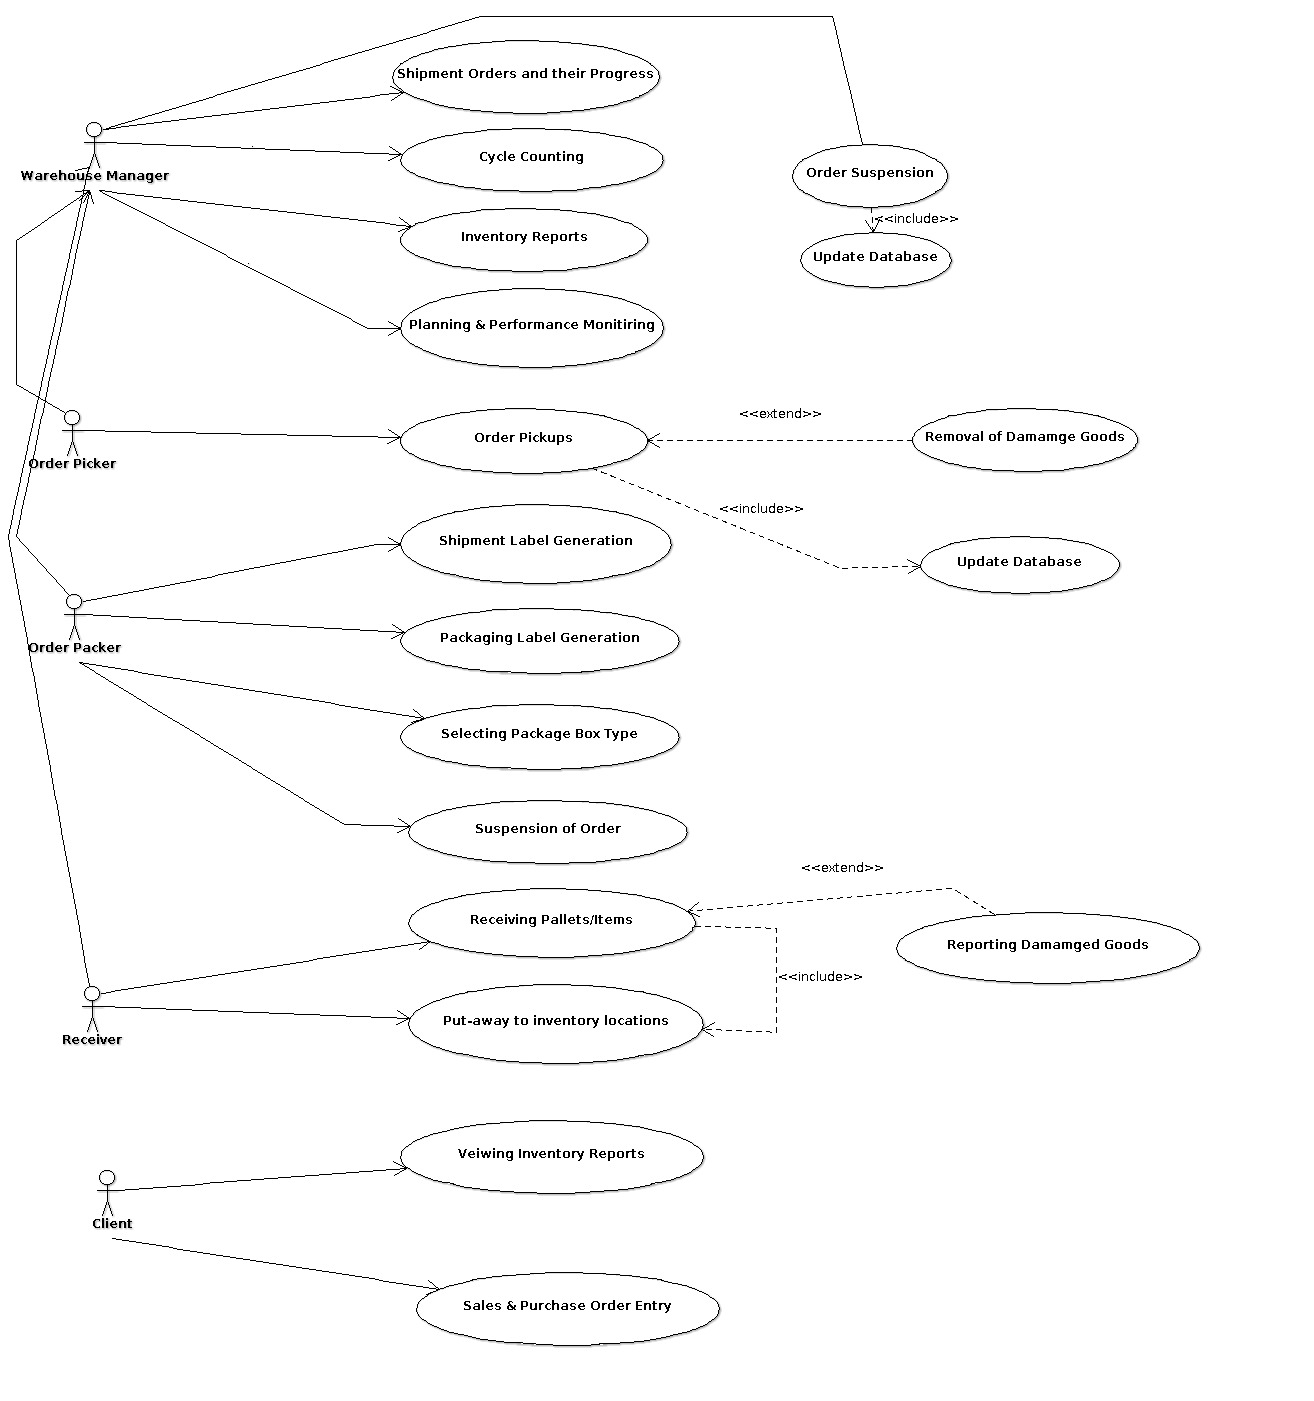 Shipment Orders and their Progress
Warehouse Manager
Cycle Counting
Order Suspension
<<include>>
Inventory Reports
Update Database
Planning & Performance Monitiring
<<extend>>
Order Picker
Order Pickups
Removal of Damamge Goods
<<include>>
Shipment Label Generation
Update Database
Order Packer
Packaging Label Generation
Selecting Package Box Type
Suspension of Order
<<extend>>
Receiving Pallets/Items
Reporting Damamged Goods
<<include>>
Receiver
Put-away to inventory locations
Veiwing Inventory Reports
Client
Sales & Purchase Order Entry